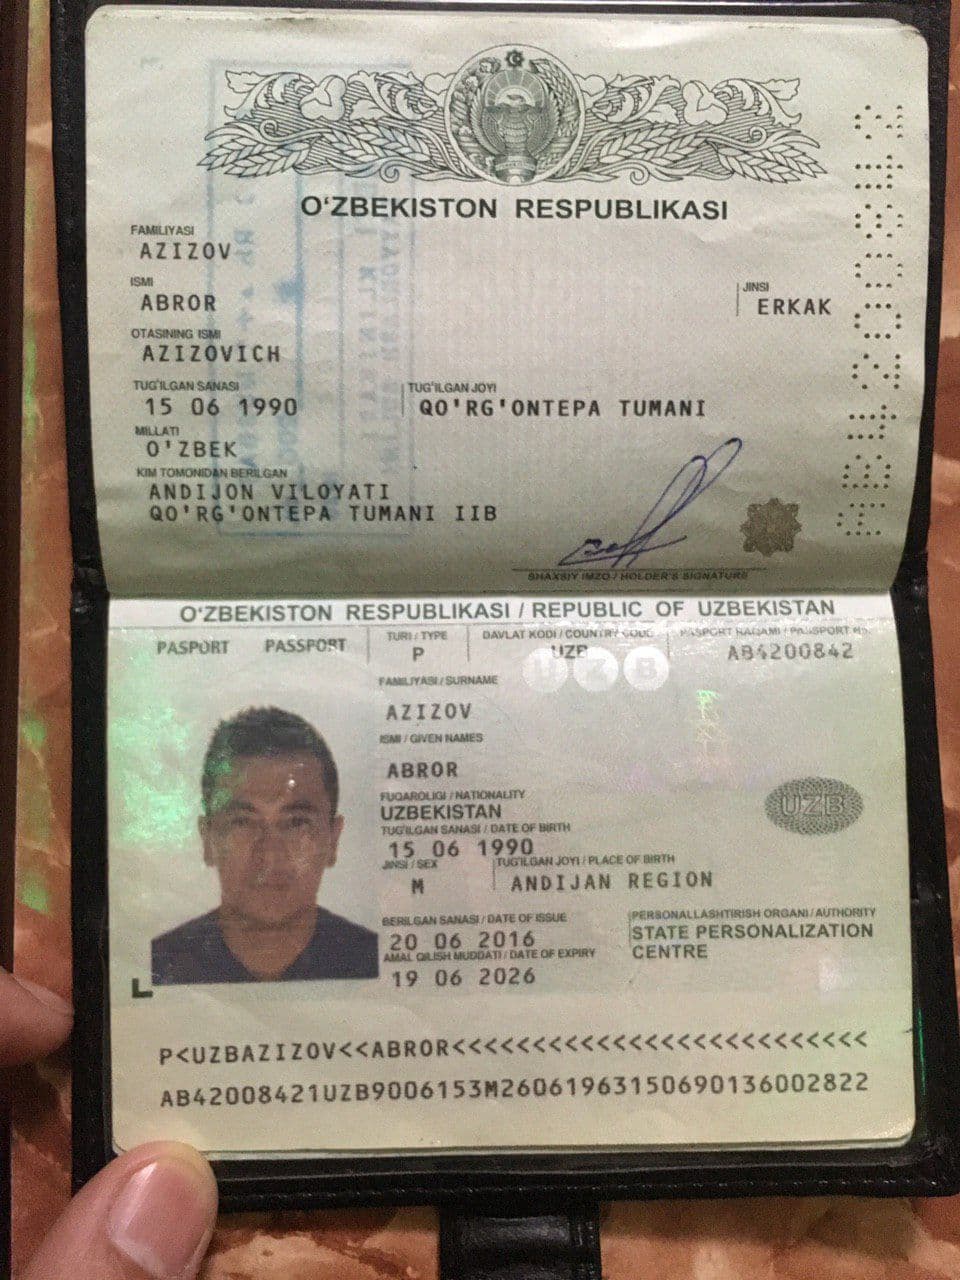 O‘ZBEKISTON RESPUBLIKASI
FAMILIYASI
AZIZOV
ISMI
ABROR
JINSI
ERKAK
OTASINING ISMI
AZIZOVICH
TUG‘ILGAN SANASI
15 06 1990
TUG‘ILGAN JOYI
QO'RG'ONTEPA TUMANI
MILLATI
O'ZBEK
KIM TOMONIDAN BERILGAN
ANDIJON VILOYATI
QO'RG'ONTEPA TUMANI IIB
SHAXSIY IMZO / HOLDER'S SIGNATURE
O‘ZBEKISTON RESPUBLIKASI / REPUBLIC OF UZBEKISTAN
PASPORT PASSPORT
TURI / TYPE
P
DAVLAT KODI / COUNTRY CODE
UZB
UZB
PASPORT RAQAMI / PASSPORT
AB4200842
FAMILIYASI / SURNAME
AZIZOV
ISMI / GIVEN NAMES
ABROR
FUQAROLIGI / NATIONALITY
UZBEKISTAN
UZB
TUG‘ILGAN SANASI / DATE OF BIRTH
15 06 1990
JINSI / SEX
M
TUG‘ILGAN JOYI / PLACE OF BIRTH
ANDIJAN REGION
BERILGAN SANASI / DATE OF ISSUE
20 06 2016
PERSONALLASHTIRISH ORGANI / AUTHORITY
STATE PERSONALIZATION
CENTRE
AMAL QILISH MUDDATI / DATE OF EXPIRY
19 06 2026
P<UZBAZIZOV<<ABROR<<<<<<<<<<<<<<<<<<<<<<<<<<
AB42008421UZB9006153M26061963150690136002822